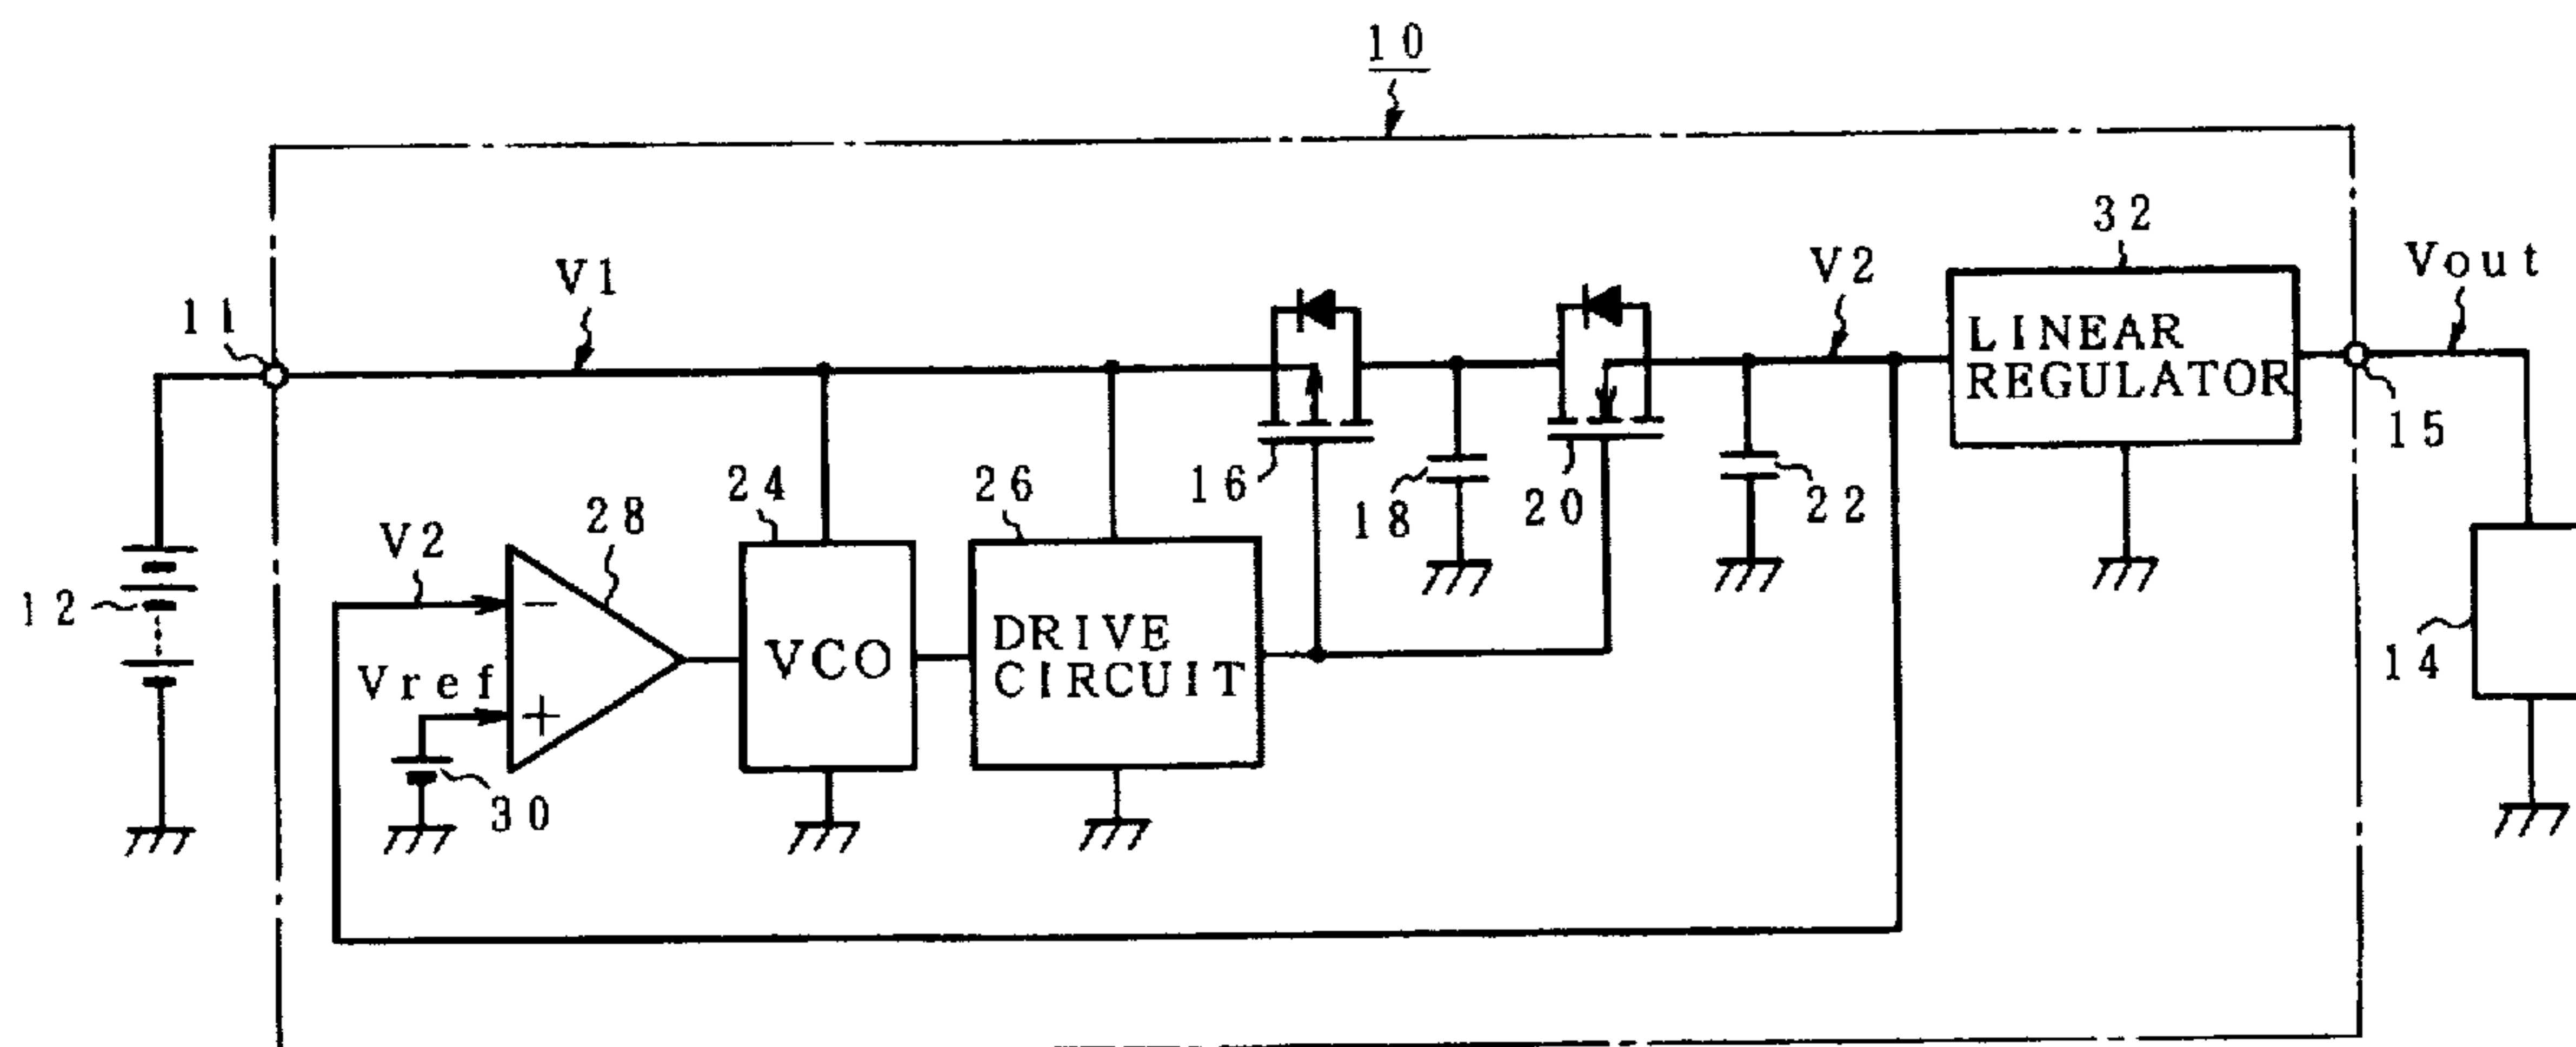 10
32
V1
V2
Vout
11
LINEAR
REGULATOR
15
24
26
16
18
20
22
28
V2
12
DRIVE
CIRCUIT
VCO
14
Vref
−
+
30